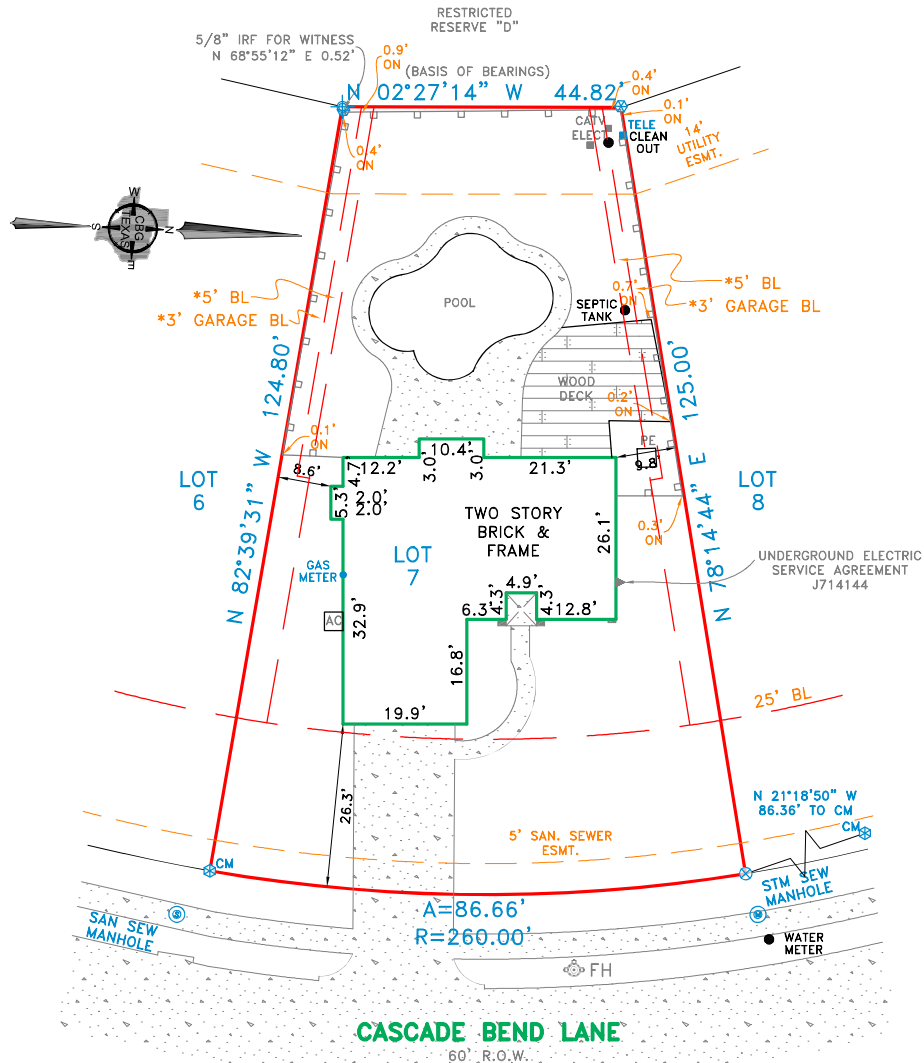 RESTRICTED
RESERVE "D"
5/8" IRF FOR WITNESS
N 68°55'12" E 0.52'
0.9'
ON
(BASIS OF BEARINGS)
N 02°27'14" W 44.82'
0.4'
ON
0.1'
ON
CATV
ELECT
TELE
CLEAN
OUT
14'
UTILITY
ESMT.
0.4'
ON
W
S
N
E
CBG
TEXAS
POOL
*5' BL
*3' GARAGE BL
*5' BL
*3' GARAGE BL
0.7'
ON
SEPTIC
TANK
WOOD
DECK
124.80'
125.00'
0.2'
ON
0.1'
ON
PE
9.8'
8.6'
4.7'
12.2'
3.0'
10.4'
3.0'
21.3'
5.3'
2.0'
2.0'
LOT
6
LOT
8
TWO STORY
BRICK &
FRAME
26.1'
0.3'
ON
LOT
7
GAS
METER
UNDERGROUND ELECTRIC
SERVICE AGREEMENT
J714144
N 82°39'31" W
N 78°14'44" E
AC
32.9'
6.3'
4.3'
4.9'
4.3'
12.8'
16.8'
19.9'
25' BL
26.3'
N 21°18'50" W
86.36' TO CM
CM
5' SAN. SEWER
ESMT.
CM
A=86.66'
R=260.00'
SAN SEW
MANHOLE
STM SEW
MANHOLE
WATER
METER
FH
CASCADE BEND LANE
60' R.O.W.